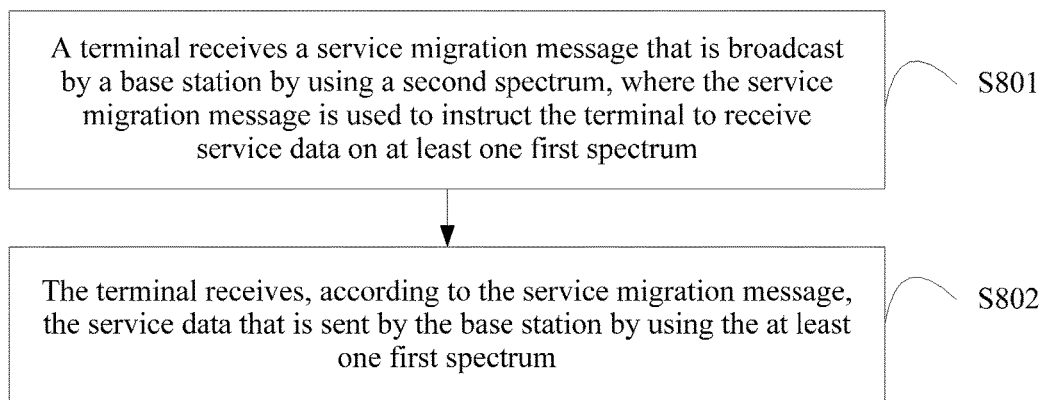 A terminal receives a service migration message that is broadcast
by a base station by using a second spectrum, where the service
migration message is used to instruct the terminal to receive
service data on at least one first spectrum
S801
The terminal receives, according to the service migration message,
the service data that is sent by the base station by using the at least
one first spectrum
S802